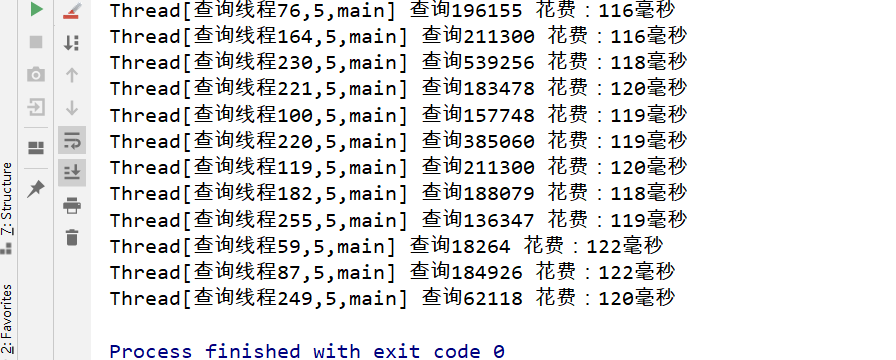 Thread[查询线程76,5,main] 查询196155 花费：116毫秒
Thread[查询线程164,5,main] 查询211300 花费：116毫秒
Thread[查询线程230,5,main] 查询539256 花费：118毫秒
Thread[查询线程221,5,main] 查询183478 花费：120毫秒
Thread[查询线程100,5,main] 查询157748 花费：119毫秒
Thread[查询线程220,5,main] 查询385060 花费：119毫秒
Thread[查询线程119,5,main] 查询211300 花费：120毫秒
Thread[查询线程182,5,main] 查询188079 花费：118毫秒
Thread[查询线程255,5,main] 查询136347 花费：119毫秒
Thread[查询线程59,5,main] 查询18264 花费：122毫秒
Thread[查询线程87,5,main] 查询184926 花费：122毫秒
Thread[查询线程249,5,main] 查询62118 花费：120毫秒
Process finished with exit code 0
7: Structure
2: Favorites